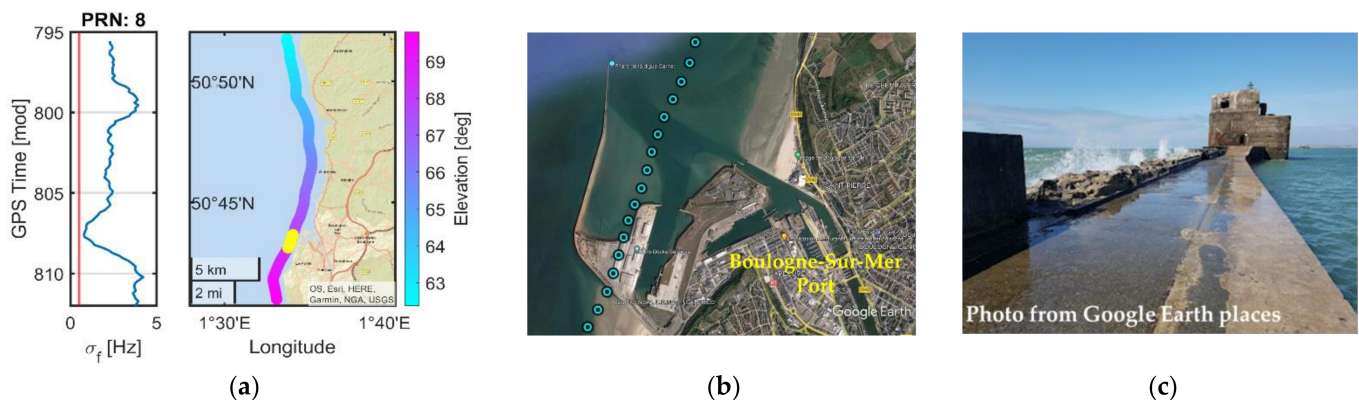 PRN: 8
795
800
805
810
GPS Time [mod]
0
5
σf [Hz]
50°50'N
50°45'N
5 km
2 mi
OS, Esri, HERE,
Garmin, NGA, USGS
1°30'E
1°40'E
Longitude
69
68
67
66
65
64
63
Elevation [deg]
(a)
SAINT-PIERRE
Boulogne-Sur-Mer
Port
Google Earth
(b)
Photo from Google Earth places
(c)